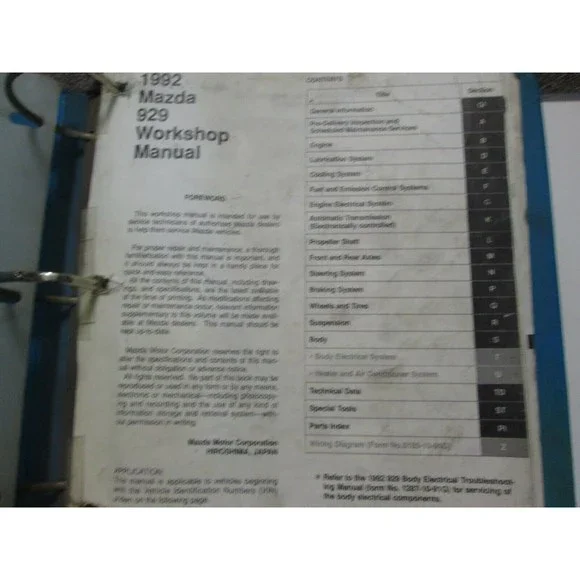 1992
Mazda
929
Workshop
Manual
FOREWORD
This workshop manual is intended for use by
service technicians of authorized Mazda dealers
to help them service Mazda vehicles.
For proper repair and maintenance, a thorough
familiarization with this manual is important, and
it should always be kept in a handy place for
quick and easy reference.
All the contents of this manual, including draw-
ings and specifications, are the latest available
at the time of printing. As modifications affecting
repair or maintenance occur, relevant information
supplementary to this volume will be made avail-
able at Mazda dealers. This manual should be
kept up-to-date.
Mazda Motor Corporation reserves the right to
alter the specifications and contents of this man-
ual without obligation or advance notice.
All rights reserved. No part of this book may be
reproduced or used in any form or by any means,
electronic or mechanical—including photocopy-
ing and recording and the use of any kind of
information storage and retrieval system—with-
out permission in writing.
Mazda Motor Corporation
HIROSHIMA, JAPAN
APPLICATION:
The manual is applicable to vehicles beginning
with the Vehicle Identification Numbers (VIN)
shown on the following page.
CONTENTS
Title Section
General Information GI
Pre-Delivery Inspection and
Scheduled Maintenance Services A
Engine B
Lubrication System D
Cooling System E
Fuel and Emission Control Systems F
Engine Electrical System G
Automatic Transmission
(Electronically controlled) K
Propeller Shaft L
Front and Rear Axles M
Steering System N
Braking System P
Wheels and Tires Q
Suspension R
Body S
Body Electrical System T
Heater and Air Conditioner System U
Technical Data TD
Special Tools ST
Parts Index PI
Wiring Diagram Z
Refer to the 1992 929 Body Electrical Troubleshoot-
ing Manual for servicing of
the body electrical components.